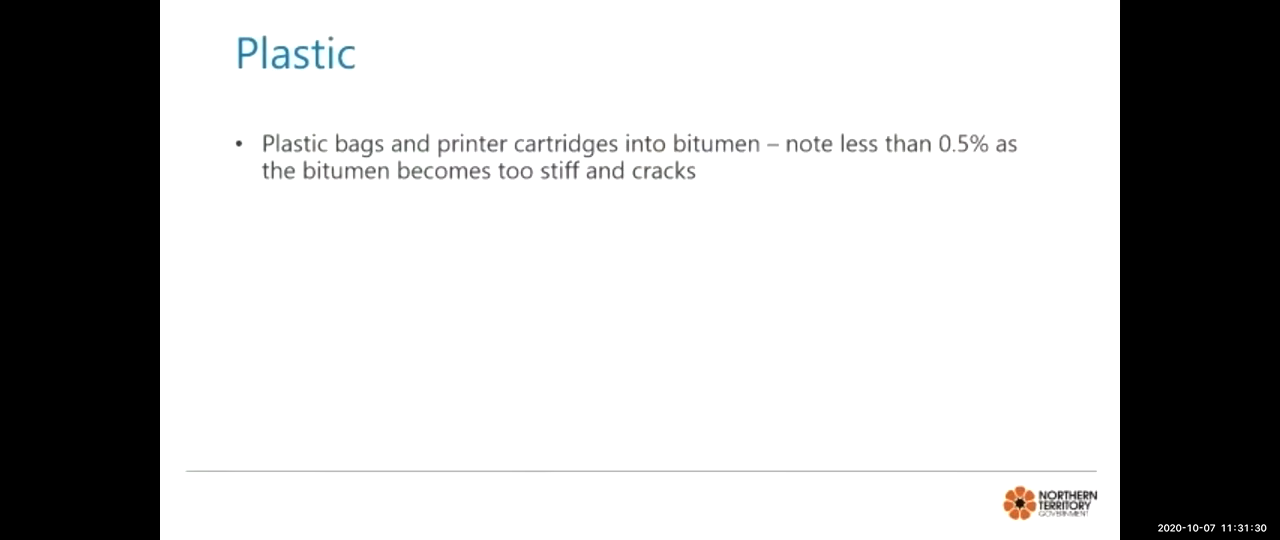 Plastic
• Plastic bags and printer cartridges into bitumen – note less than 0.5% as
the bitumen becomes too stiff and cracks
NORTHERN
TERRITORY
GOVERNMENT
2020-10-07 11:31:30